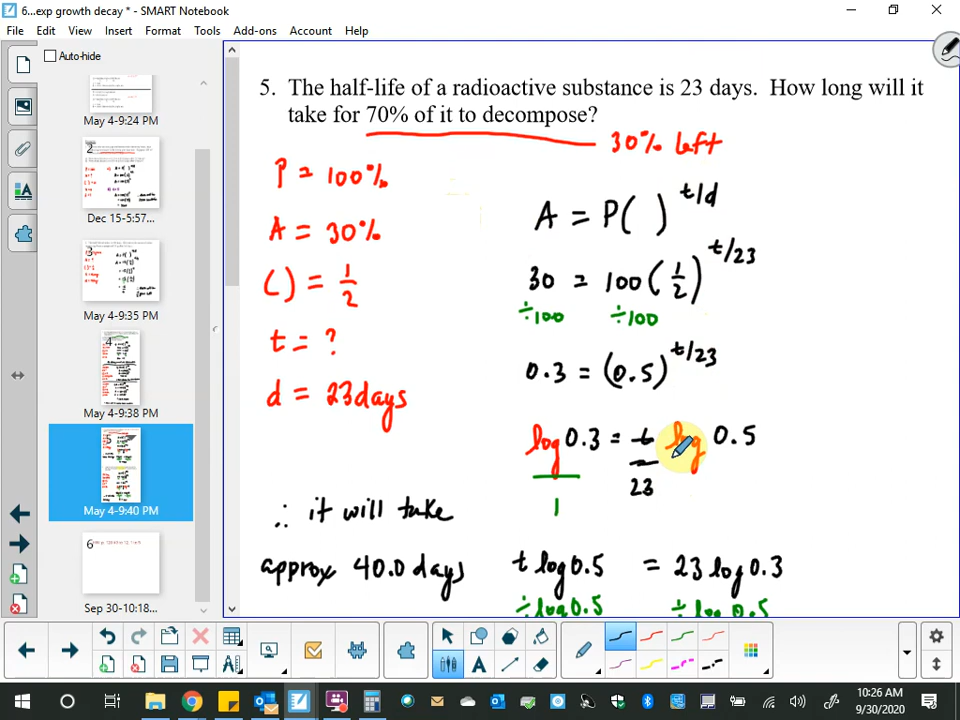 6...exp growth decay * - SMART Notebook
File Edit View Insert Format Tools Add-ons Account Help
Auto-hide
May 4-9:24 PM
2
Dec 15-5:57...
3
May 4-9:35 PM
4
May 4-9:38 PM
5
May 4-9:40 PM
6
Sep 30-10:18...
5. The half-life of a radioactive substance is 23 days. How long will it
take for 70% of it to decompose?
30% left
P = 100%
A = 30%
( ) = 1/2
t = ?
d = 23days
A = P( )^t/d
30 = 100(1/2)^t/23
÷100 ÷100
0.3 = (0.5)^t/23
log 0.3 = t/23 log 0.5
1
∴ it will take
approx 40.0 days
t log 0.5 = 23 log 0.3
÷log 0.5 ÷ log 0.5
10:26 AM
9/30/2020